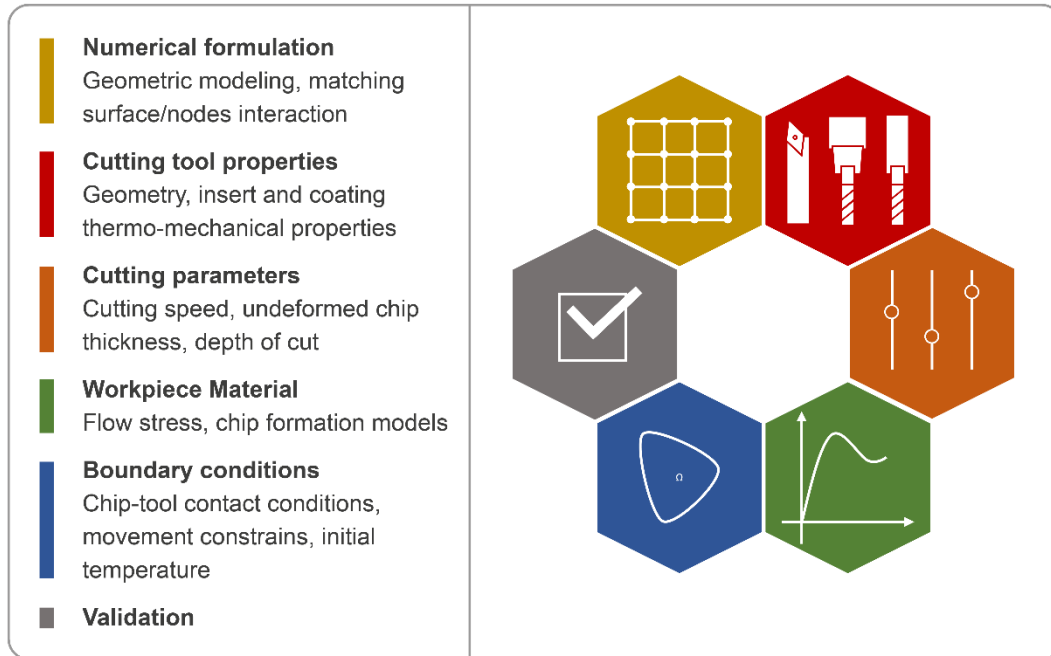 Numerical formulation
Geometric modeling, matching
surface/nodes interaction
Cutting tool properties
Geometry, insert and coating
thermo-mechanical properties
Cutting parameters
Cutting speed, undeformed chip
thickness, depth of cut
Workpiece Material
Flow stress, chip formation models
Boundary conditions
Chip-tool contact conditions,
movement constrains, initial
temperature
Validation
Ω